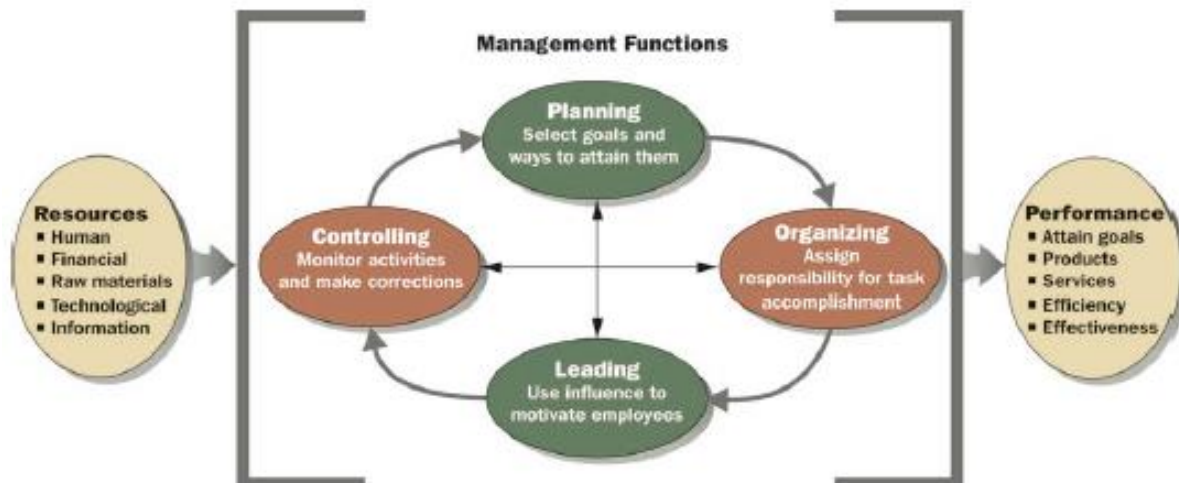 Management Functions
Planning
Select goals and
ways to attain them
Resources
▪ Human
▪ Financial
▪ Raw materials
▪ Technological
▪ Information
Controlling
Monitor activities
and make corrections
Organizing
Assign
responsibility for task
accomplishment
Leading
Use influence to
motivate employees
Performance
▪ Attain goals
▪ Products
▪ Services
▪ Efficiency
▪ Effectiveness